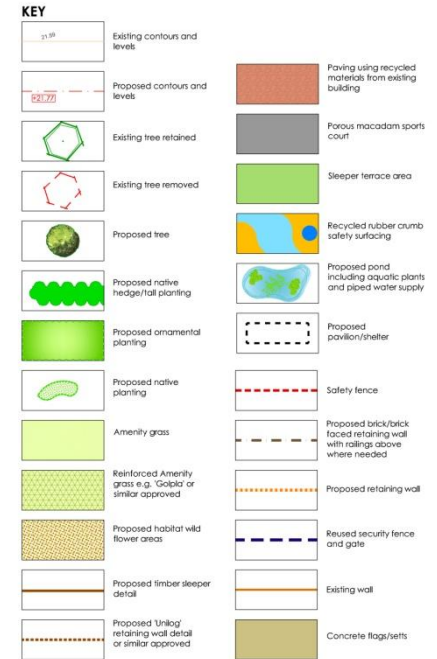 KEY
21.59
Existing contours and
levels
+21.77
Proposed contours and
levels
Existing tree retained
Existing tree removed
Proposed tree
Proposed native
hedge/tall planting
Proposed ornamental
planting
Proposed native
planting
Amenity grass
Reinforced Amenity
grass e.g. 'Golpla' or
similar approved
Proposed habitat wild
flower areas
Proposed timber sleeper
detail
Proposed 'Unilog'
retaining wall detail
or similar approved
Paving using recycled
materials from existing
building
Porous macadam sports
court
Sleeper terrace area
Recycled rubber crumb
safety surfacing
Proposed pond
including aquatic plants
and piped water supply
Proposed
pavilion/shelter
Safety fence
Proposed brick/brick
faced retaining wall
with railings above
where needed
Proposed retaining wall
Reused security fence
and gate
Existing wall
Concrete flags/setts